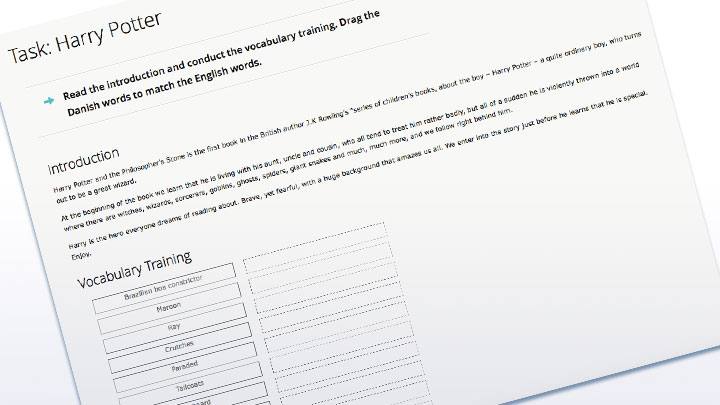 Task: Harry Potter
Read the introduction and conduct the vocabulary training. Drag the
Danish words to match the English words.
Introduction
Harry Potter and the Philosopher's Stone is the first book in the British author J.K Rowling's "series of children's books, about the boy – Harry Potter – a quite ordinary boy, who turns
out to be a great wizard.
At the beginning of the book we learn that he is living with his aunt, uncle and cousin, who all tend to treat him rather badly, but all of a sudden he is violently thrown into a world
where there are witches, wizards, sorcerers, goblins, ghosts, spiders, giant snakes and much, much more, and we follow right behind him.
Harry is the hero everyone dreams of reading about. Brave, yet fearful, with a huge background that amazes us all. We enter into the story just before he learns that he is special.
Enjoy.
Vocabulary Training
Brazilian boa constrictor
Maroon
Ray
Crutches
Paraded
Tailcoats